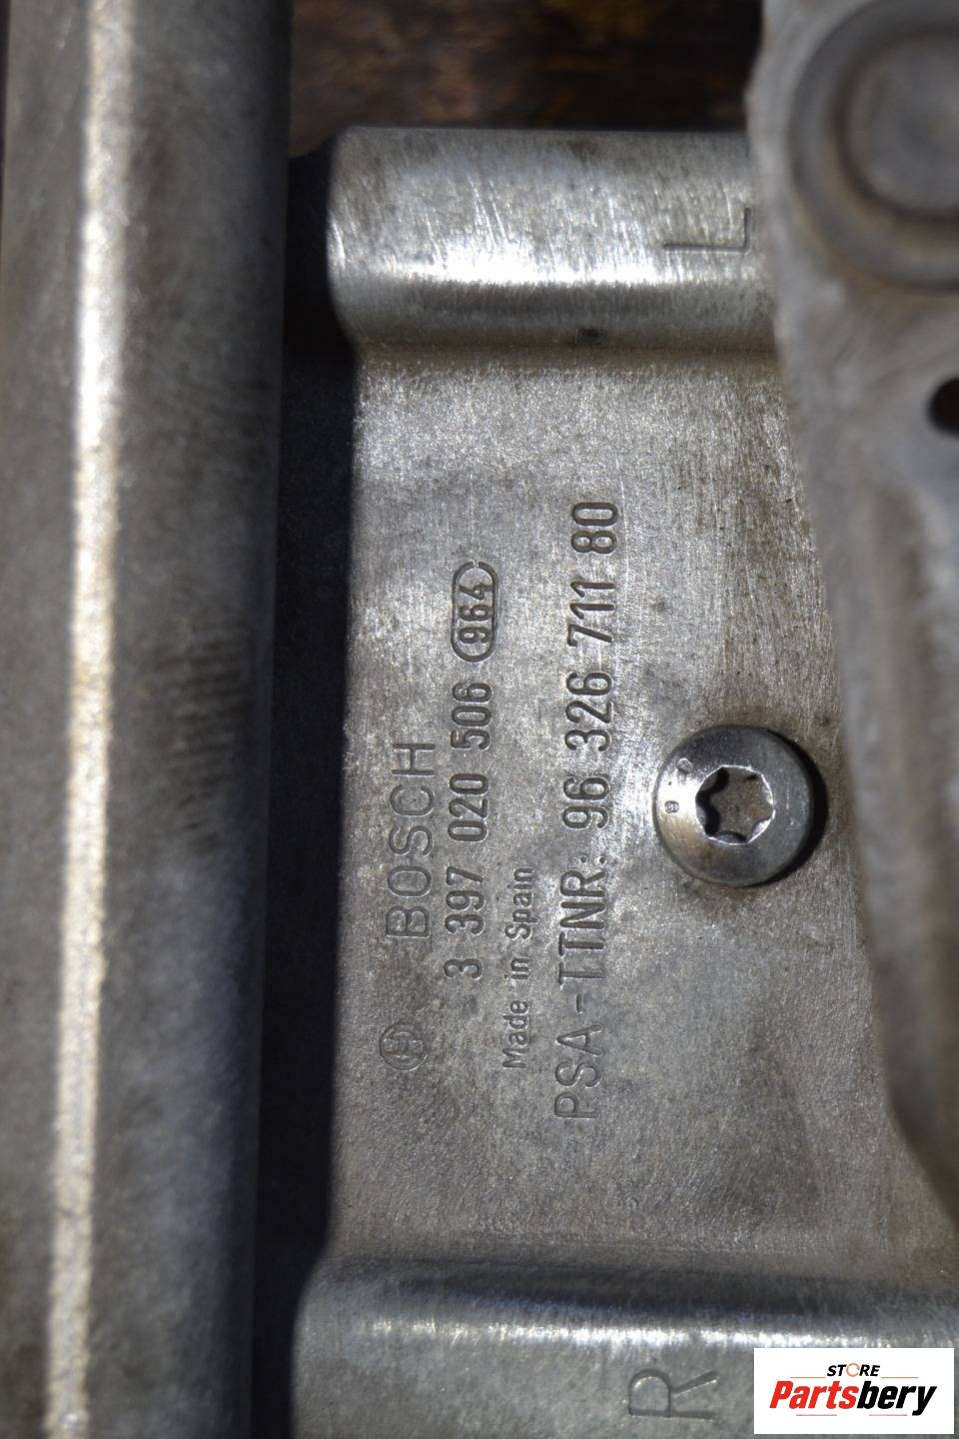 L
BOSCH
3 397 020 506 964
Made in Spain
PSA-TTNR: 96 326 711 80
R
STORE
Partsbery